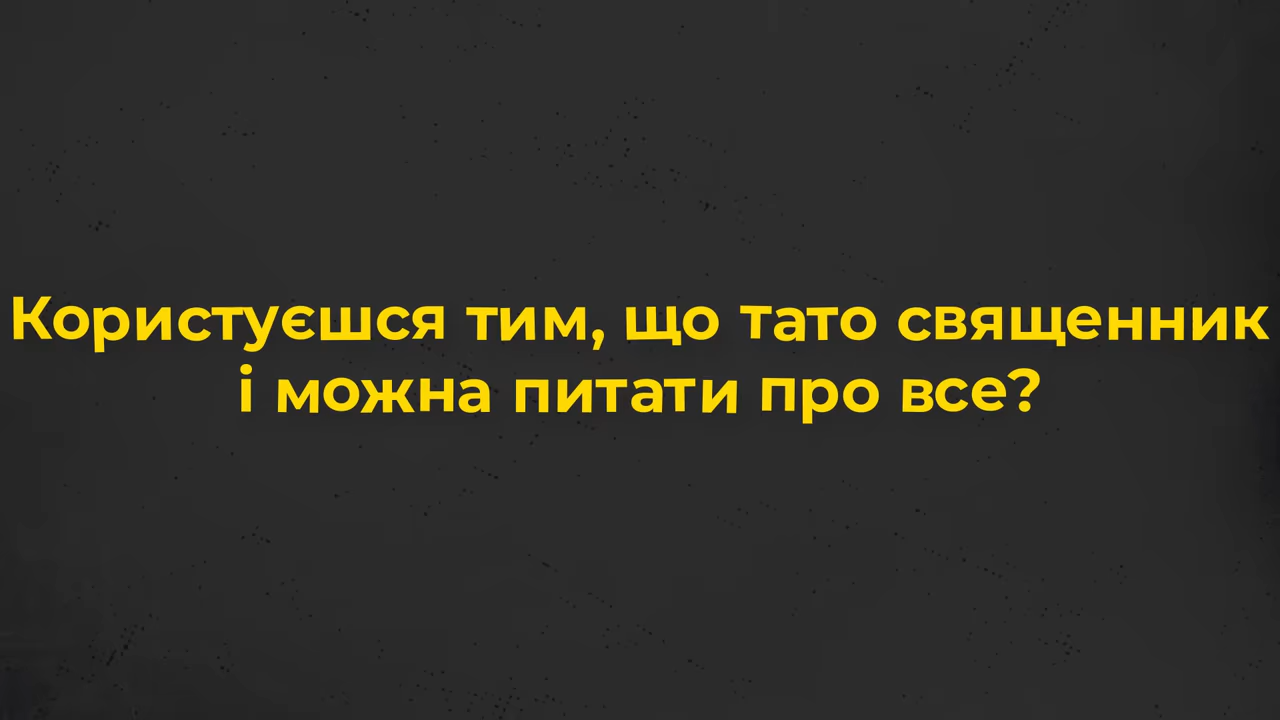 Користуєшся тим, що тато священник
і можна питати про все?